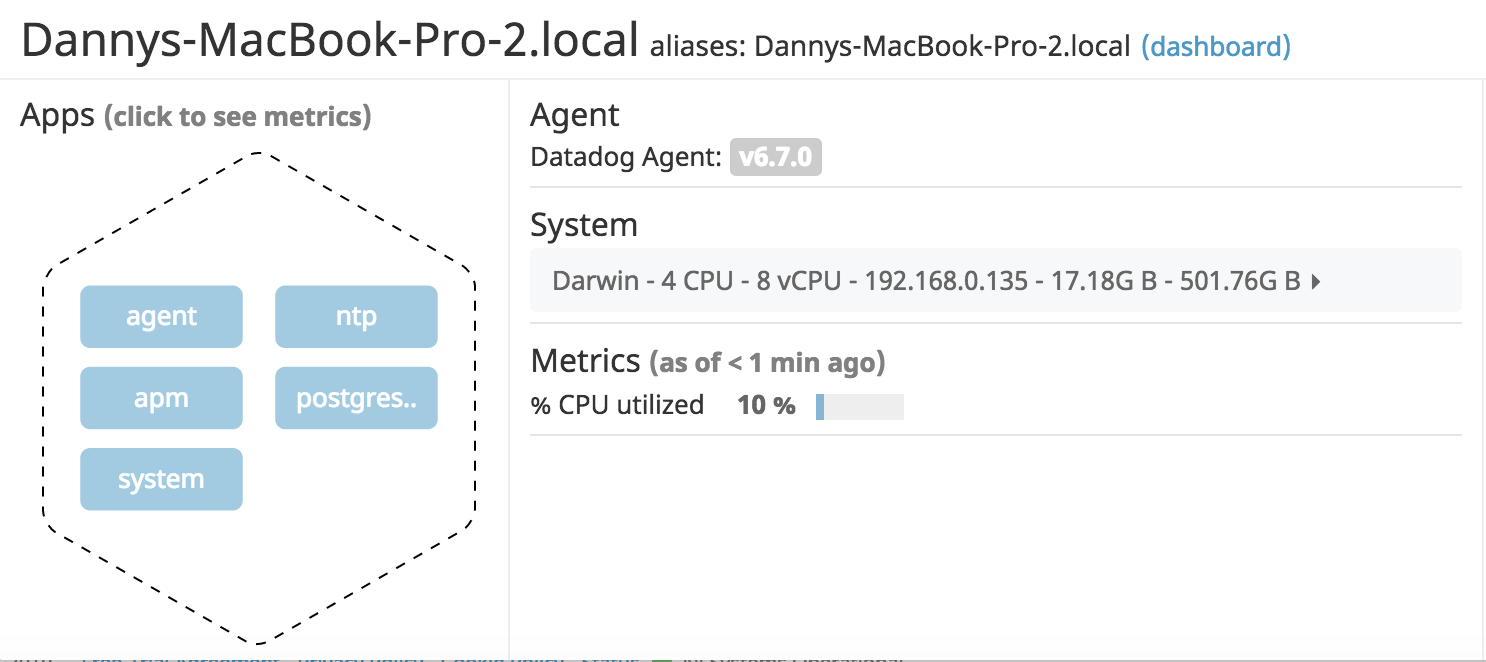 Dannys-MacBook-Pro-2.local aliases: Dannys-MacBook-Pro-2.local (dashboard)
Apps (click to see metrics)
agent ntp
apm postgres..
system
Agent
Datadog Agent: v6.7.0
System
Darwin - 4 CPU - 8 vCPU - 192.168.0.135 - 17.18G B - 501.76G B
Metrics (as of < 1 min ago)
% CPU utilized 10 %